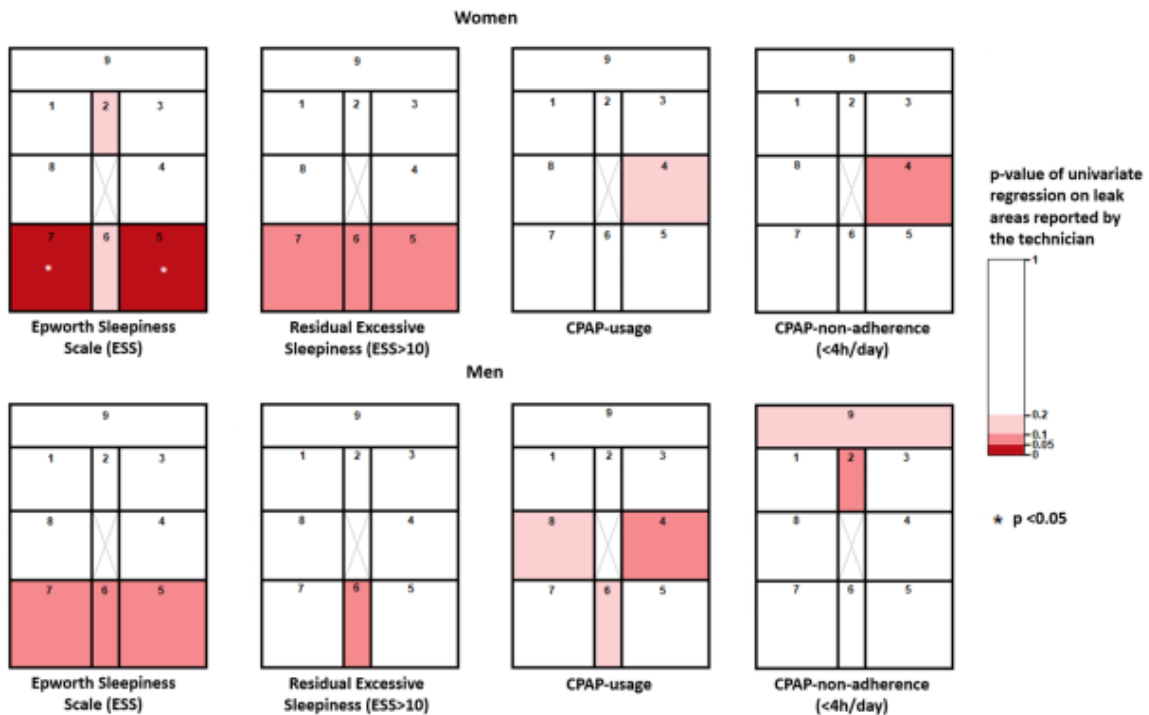 Women
9 9 9 9
1 2 3 1 2 3 1 2 3 1 2 3
8 4 8 4 8 4 8 4
7 6 5 7 6 5 7 6 5 7 6 5
* *
Epworth Sleepiness
Scale (ESS)
Residual Excessive
Sleepiness (ESS>10)
CPAP-usage
CPAP-non-adherence
(<4h/day)
p-value of univariate
regression on leak
areas reported by
the technician
1
0.2
0.1
0.05
0
* p <0.05
Men
9 9 9 9
1 2 3 1 2 3 1 2 3 1 2 3
8 4 8 4 8 4 8 4
7 6 5 7 6 5 7 6 5 7 6 5
Epworth Sleepiness
Scale (ESS)
Residual Excessive
Sleepiness (ESS>10)
CPAP-usage
CPAP-non-adherence
(<4h/day)